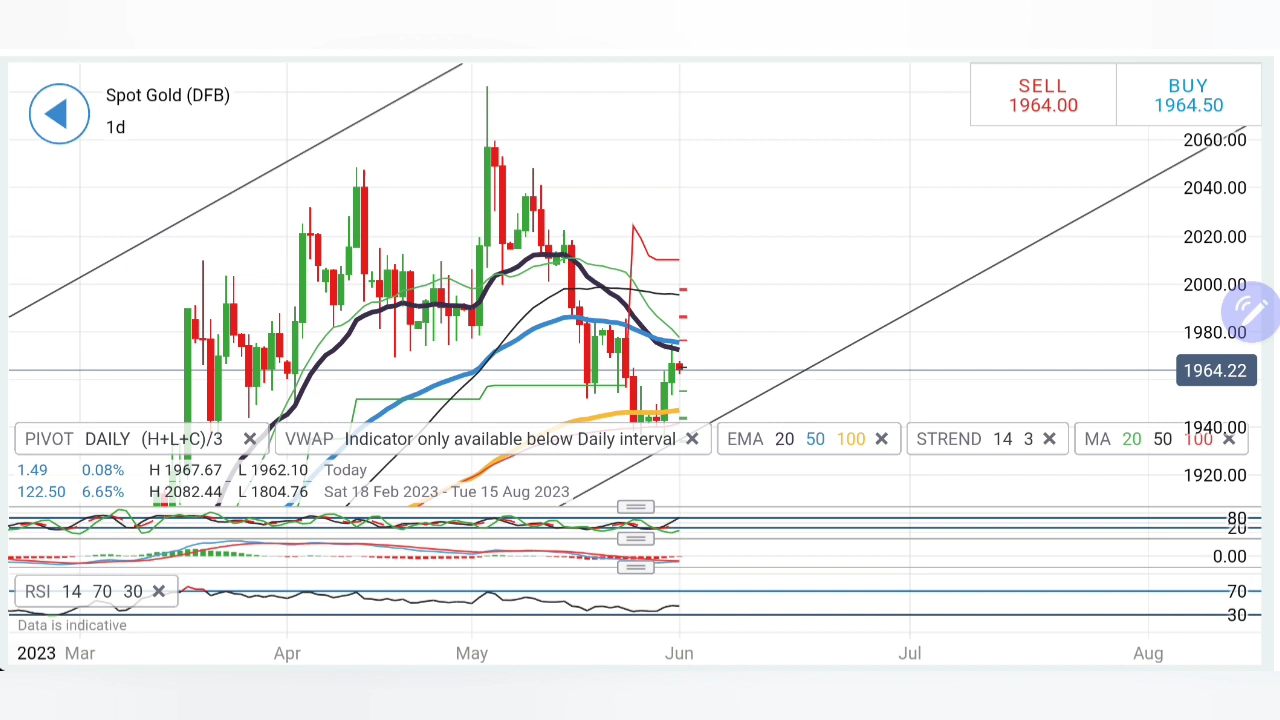 Spot Gold (DFB)
1d
SELL
1964.00
BUY
1964.50
2060.00
2040.00
2020.00
2000.00
1980.00
1964.22
1940.00
1920.00
PIVOT DAILY (H+L+C)/3
VWAP Indicator only available below Daily interval
EMA 20 50 100
STREND 14 3
MA 20 50 100
1.49 0.08% H 1967.67 L 1962.10 Today
122.50 6.65% H 2082.44 L 1804.76 Sat 18 Feb 2023 - Tue 15 Aug 2023
80
20
0.00
RSI 14 70 30
70
30
Data is indicative
2023 Mar Apr May Jun Jul Aug